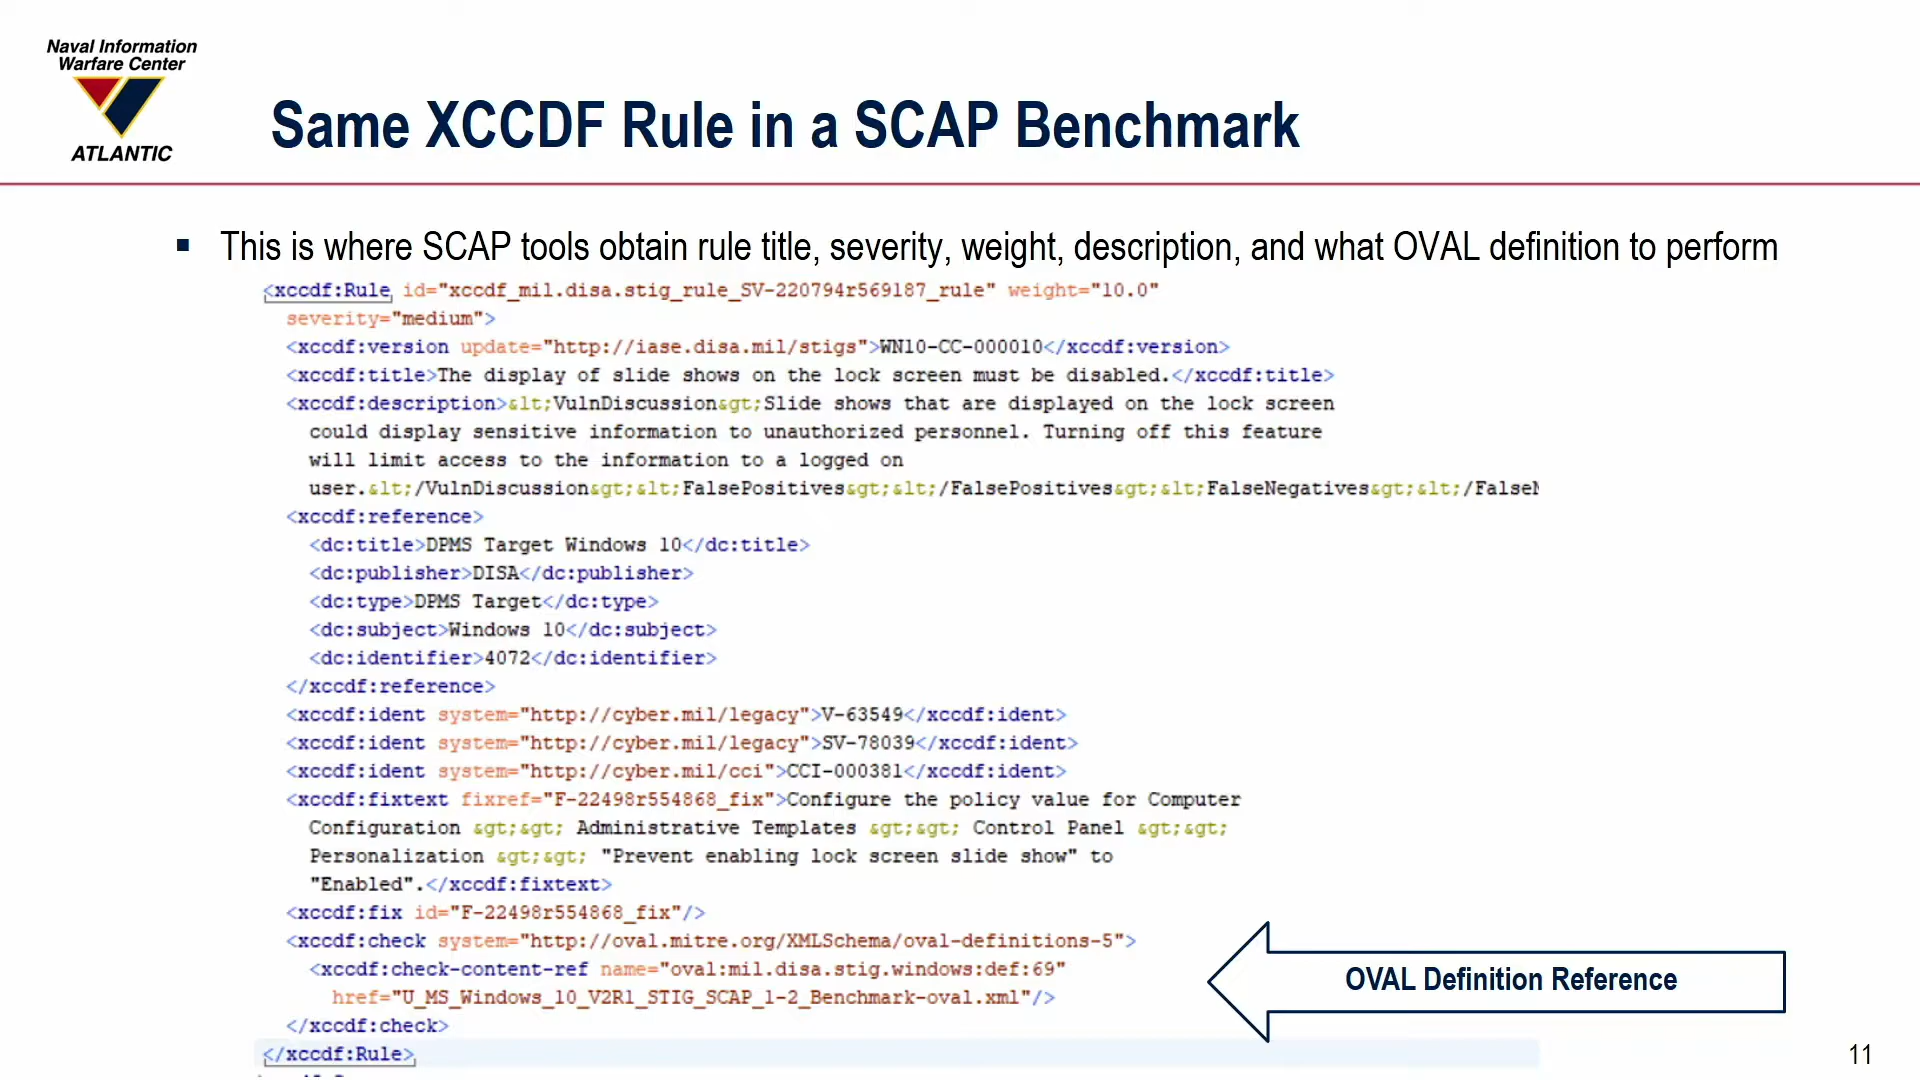 Naval Information
Warfare Center
ATLANTIC
Same XCCDF Rule in a SCAP Benchmark
▪ This is where SCAP tools obtain rule title, severity, weight, description, and what OVAL definition to perform
<xccdf:Rule id="xccdf_mil.disa.stig_rule_SV-220794r569187_rule" weight="10.0"
severity="medium">
<xccdf:version update="http://iase.disa.mil/stigs">WN10-CC-000010</xccdf:version>
<xccdf:title>The display of slide shows on the lock screen must be disabled.</xccdf:title>
<xccdf:description>&lt;VulnDiscussion&gt;Slide shows that are displayed on the lock screen
could display sensitive information to unauthorized personnel. Turning off this feature
will limit access to the information to a logged on
user.&lt;/VulnDiscussion&gt;&lt;FalsePositives&gt;&lt;/FalsePositives&gt;&lt;FalseNegatives&gt;&lt;/FalseN
<xccdf:reference>
<dc:title>DPMS Target Windows 10</dc:title>
<dc:publisher>DISA</dc:publisher>
<dc:type>DPMS Target</dc:type>
<dc:subject>Windows 10</dc:subject>
<dc:identifier>4072</dc:identifier>
</xccdf:reference>
<xccdf:ident system="http://cyber.mil/legacy">V-63549</xccdf:ident>
<xccdf:ident system="http://cyber.mil/legacy">SV-78039</xccdf:ident>
<xccdf:ident system="http://cyber.mil/cci">CCI-000381</xccdf:ident>
<xccdf:fixtext fixref="F-22498r554868_fix">Configure the policy value for Computer
Configuration &gt;&gt; Administrative Templates &gt;&gt; Control Panel &gt;&gt;
Personalization &gt;&gt; "Prevent enabling lock screen slide show" to
"Enabled".</xccdf:fixtext>
<xccdf:fix id="F-22498r554868_fix"/>
<xccdf:check system="http://oval.mitre.org/XMLSchema/oval-definitions-5">
<xccdf:check-content-ref name="oval:mil.disa.stig.windows:def:69"
href="U_MS_Windows_10_V2R1_STIG_SCAP_1-2_Benchmark-oval.xml"/>
</xccdf:check>
</xccdf:Rule>
OVAL Definition Reference
11